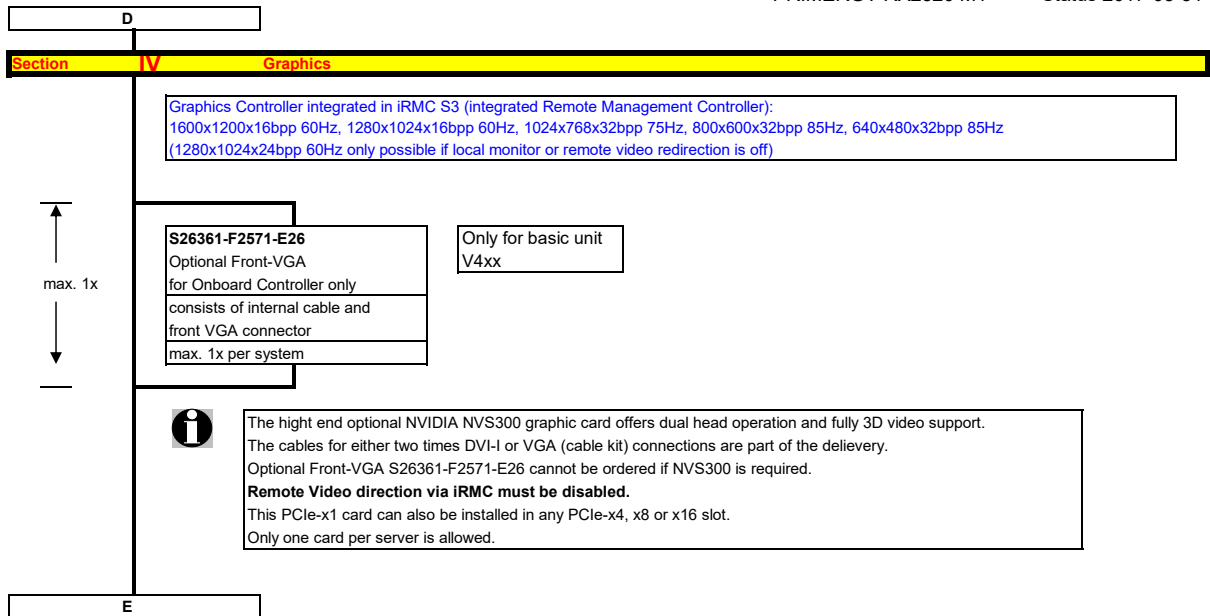 D
Section IV Graphics
Graphics Controller integrated in iRMC S3 (integrated Remote Management Controller):
1600x1200x16bpp 60Hz, 1280x1024x16bpp 60Hz, 1024x768x32bpp 75Hz, 800x600x32bpp 85Hz, 640x480x32bpp 85Hz
(1280x1024x24bpp 60Hz only possible if local monitor or remote video redirection is off)
max. 1x
S26361-F2571-E26
Optional Front-VGA
for Onboard Controller only
consists of internal cable and
front VGA connector
max. 1x per system
Only for basic unit
V4xx
The hight end optional NVIDIA NVS300 graphic card offers dual head operation and fully 3D video support.
The cables for either two times DVI-I or VGA (cable kit) connections are part of the delievery.
Optional Front-VGA S26361-F2571-E26 cannot be ordered if NVS300 is required.
Remote Video direction via iRMC must be disabled.
This PCIe-x1 card can also be installed in any PCIe-x4, x8 or x16 slot.
Only one card per server is allowed.
E